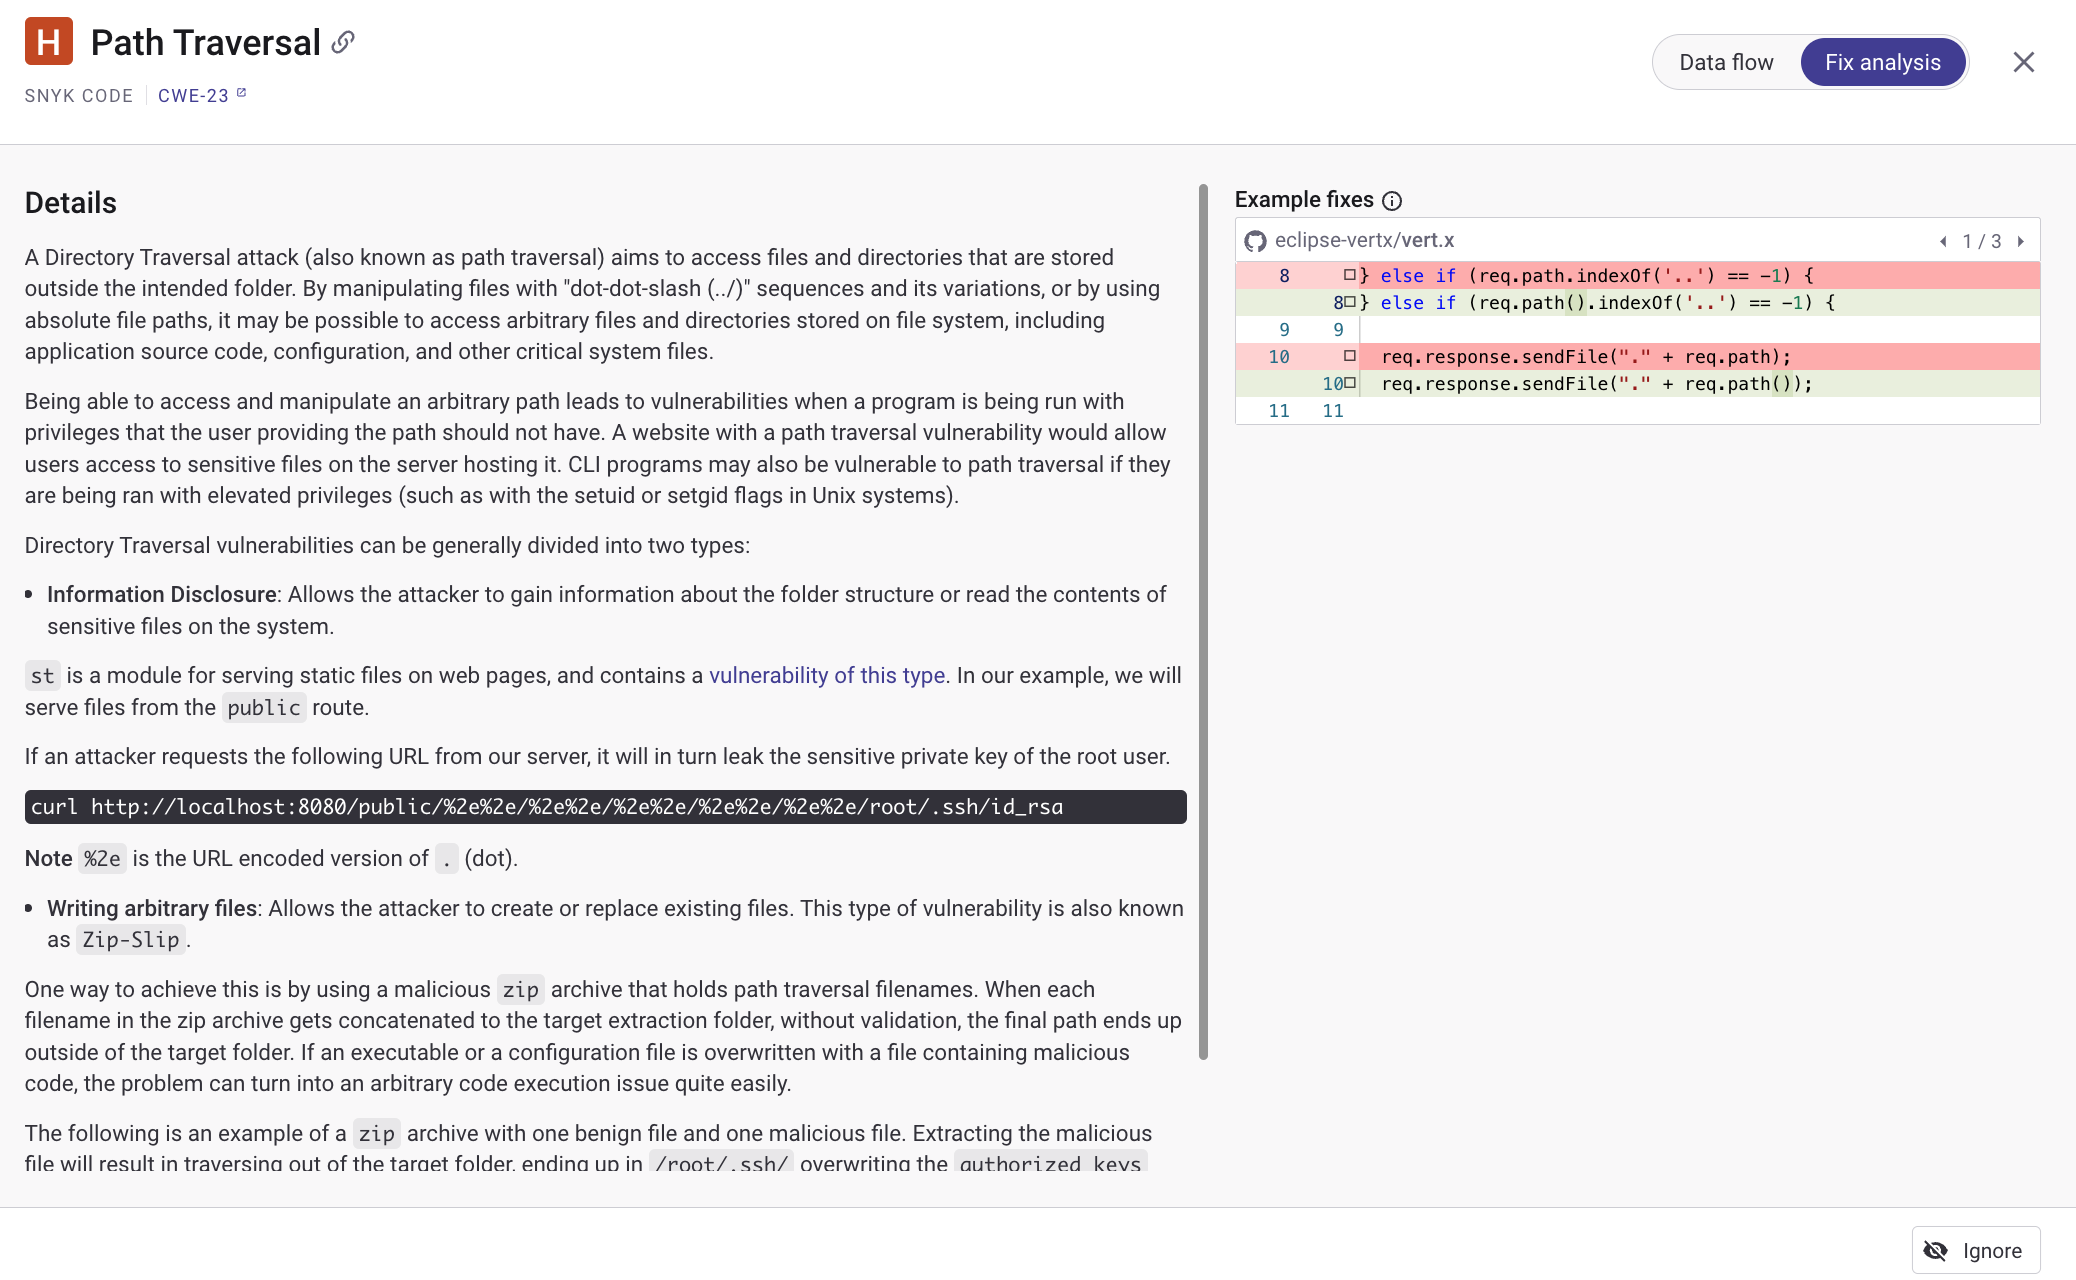 H Path Traversal
SNYK CODE CWE-23
Data flow Fix analysis
Details
A Directory Traversal attack (also known as path traversal) aims to access files and directories that are stored
outside the intended folder. By manipulating files with "dot-dot-slash (../)" sequences and its variations, or by using
absolute file paths, it may be possible to access arbitrary files and directories stored on file system, including
application source code, configuration, and other critical system files.
Being able to access and manipulate an arbitrary path leads to vulnerabilities when a program is being run with
privileges that the user providing the path should not have. A website with a path traversal vulnerability would allow
users access to sensitive files on the server hosting it. CLI programs may also be vulnerable to path traversal if they
are being ran with elevated privileges (such as with the setuid or setgid flags in Unix systems).
Directory Traversal vulnerabilities can be generally divided into two types:
• Information Disclosure: Allows the attacker to gain information about the folder structure or read the contents of
sensitive files on the system.
st is a module for serving static files on web pages, and contains a vulnerability of this type. In our example, we will
serve files from the public route.
If an attacker requests the following URL from our server, it will in turn leak the sensitive private key of the root user.
curl http://localhost:8080/public/%2e%2e/%2e%2e/%2e%2e/%2e%2e/%2e%2e/root/.ssh/id_rsa
Note %2e is the URL encoded version of . (dot).
• Writing arbitrary files: Allows the attacker to create or replace existing files. This type of vulnerability is also known
as Zip-Slip.
One way to achieve this is by using a malicious zip archive that holds path traversal filenames. When each
filename in the zip archive gets concatenated to the target extraction folder, without validation, the final path ends up
outside of the target folder. If an executable or a configuration file is overwritten with a file containing malicious
code, the problem can turn into an arbitrary code execution issue quite easily.
The following is an example of a zip archive with one benign file and one malicious file. Extracting the malicious
file will result in traversing out of the target folder, ending up in /root/.ssh/ overwriting the authorized_keys
Example fixes
eclipse-vertx/vert.x 1 / 3
8 } else if (req.path.indexOf('..') == -1) {
8 } else if (req.path().indexOf('..') == -1) {
9 9
10 req.response.sendFile("." + req.path);
10 req.response.sendFile("." + req.path());
11 11
Ignore